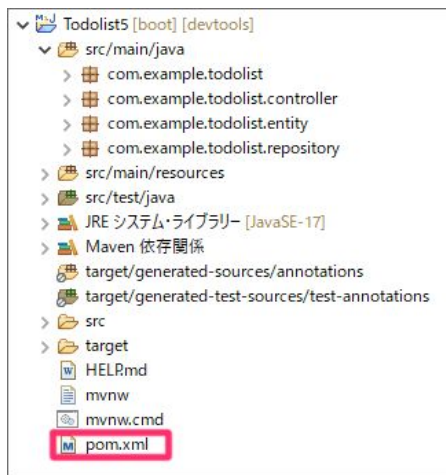 Todolist5 [boot] [devtools]
src/main/java
com.example.todolist
com.example.todolist.controller
com.example.todolist.entity
com.example.todolist.repository
src/main/resources
src/test/java
JRE システム・ライブラリー [JavaSE-17]
Maven 依存関係
target/generated-sources/annotations
target/generated-test-sources/test-annotations
src
target
HELP.md
mvnw
mvnw.cmd
pom.xml